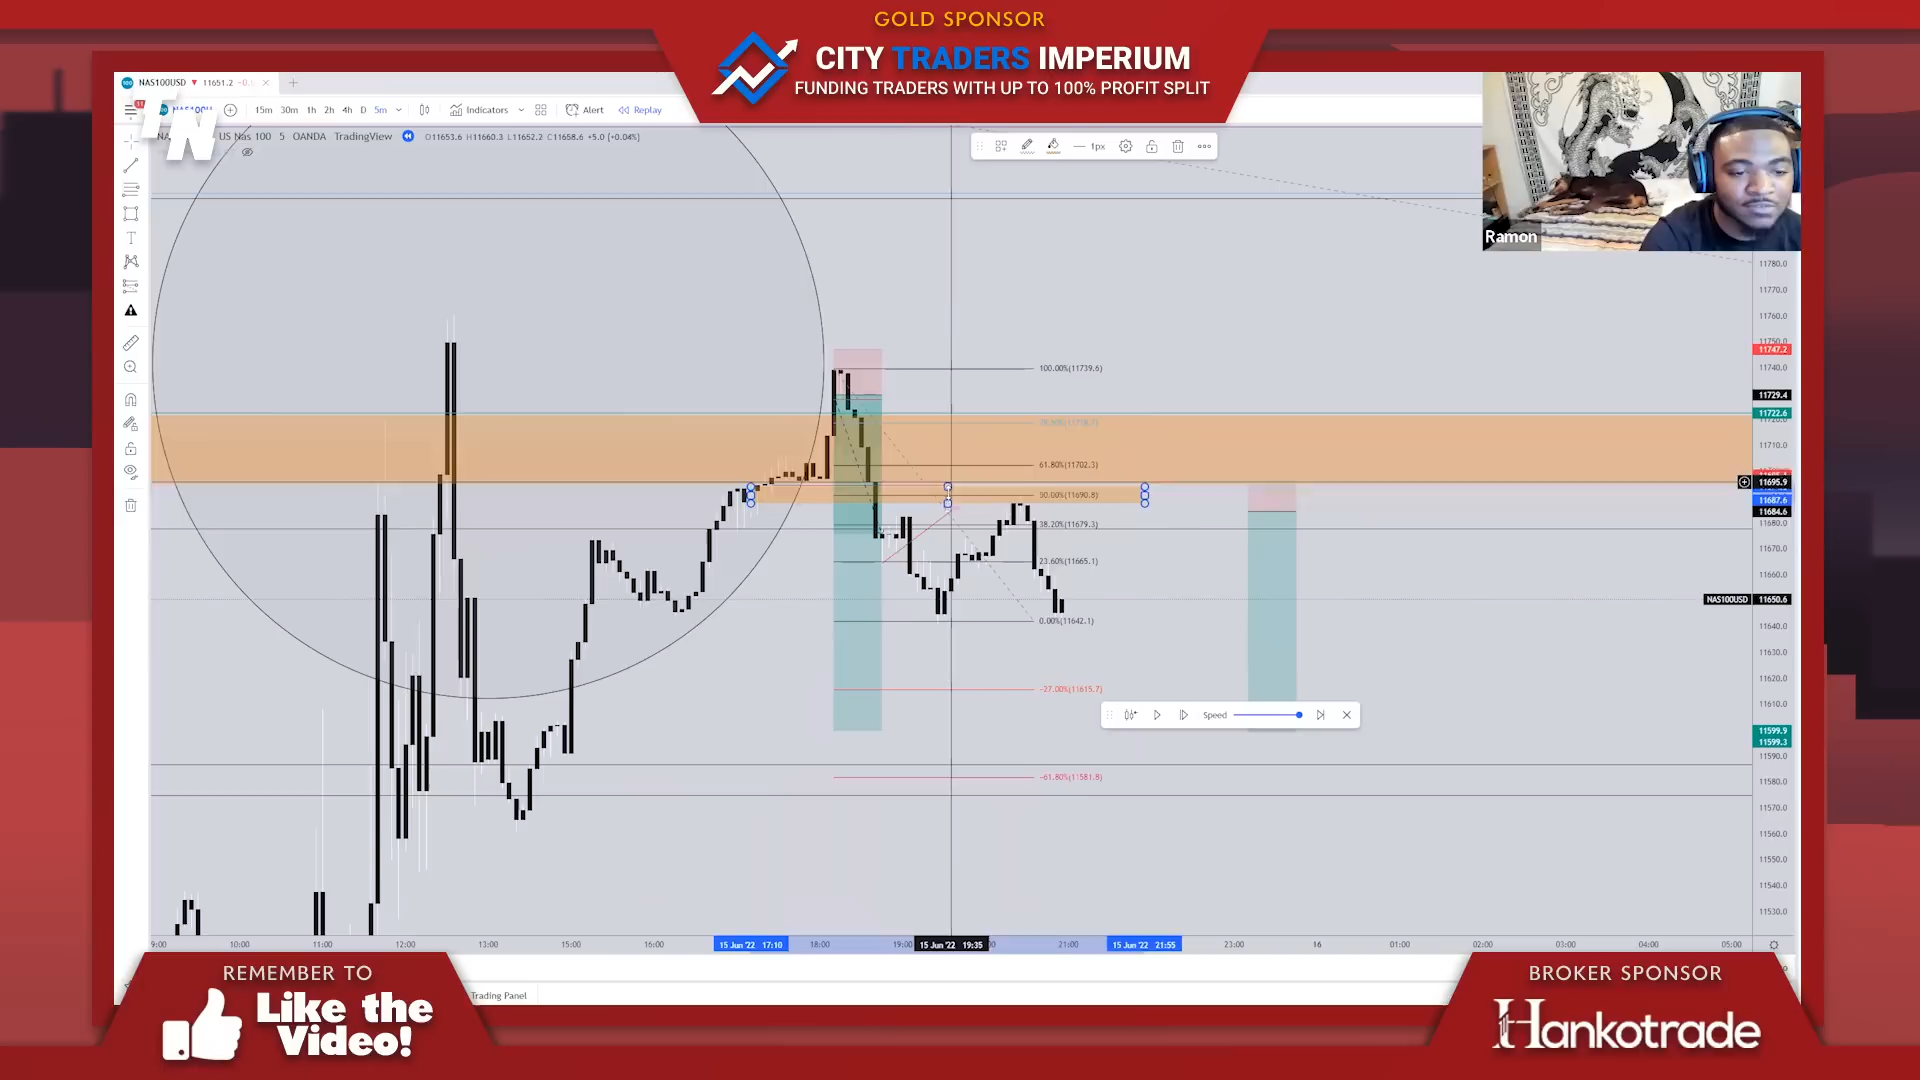 GOLD SPONSOR
CITY TRADERS IMPERIUM
FUNDING TRADERS WITH UP TO 100% PROFIT SPLIT
NAS100USD ▼ 11651.2
15m 30m 1h 2h 4h D 5m Indicators Alert Replay
US Nas 100 5 OANDA TradingView O11653.6 H11660.3 L11652.2 C11658.6 +5.0 (+0.04%)
1px
TN
Ramon
11780.0
11770.0
11760.0
11747.2
11740.0
11729.4
11722.6
11710.0
11695.9
11687.6
11684.6
11680.0
11670.0
11660.0
NAS100USD 11650.6
11640.0
11630.0
11620.0
11610.0
11599.9
11599.3
11590.0
11580.0
11570.0
11560.0
11550.0
11540.0
11530.0
100.00%(11739.6)
61.80%(11702.3)
50.00%(11690.8)
38.20%(11679.3)
23.60%(11665.1)
0.00%(11642.1)
-27.00%(11615.7)
-61.80%(11581.8)
Speed
9:00 10:00 11:00 12:00 13:00 15:00 16:00 15 Jun '22 17:10 18:00 19:00 15 Jun '22 19:35 21:00 15 Jun '22 21:55 23:00 16 01:00 02:00 03:00 04:00 05:00
Trading Panel
REMEMBER TO
Like the
Video!
BROKER SPONSOR
Hankotrade